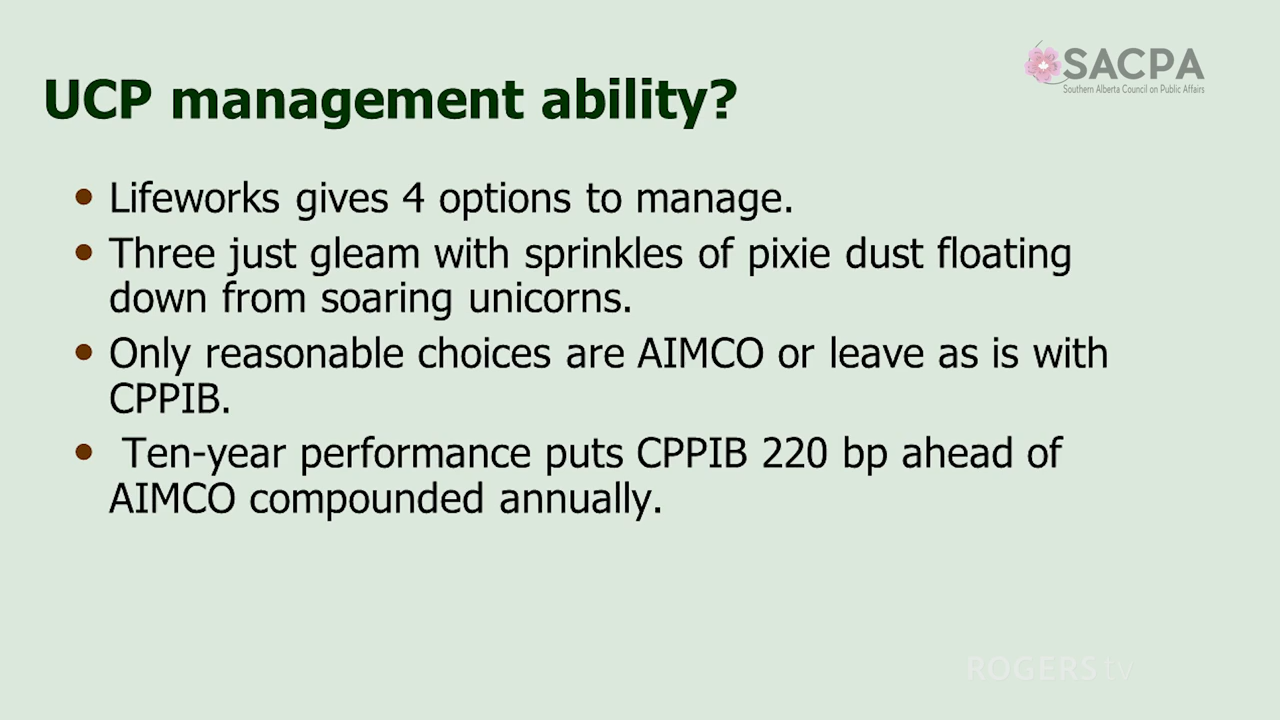 SACPA
Southern Alberta Council on Public Affairs
UCP management ability?
• Lifeworks gives 4 options to manage.
• Three just gleam with sprinkles of pixie dust floating
down from soaring unicorns.
• Only reasonable choices are AIMCO or leave as is with
CPPIB.
• Ten-year performance puts CPPIB 220 bp ahead of
AIMCO compounded annually.
ROGERS tv